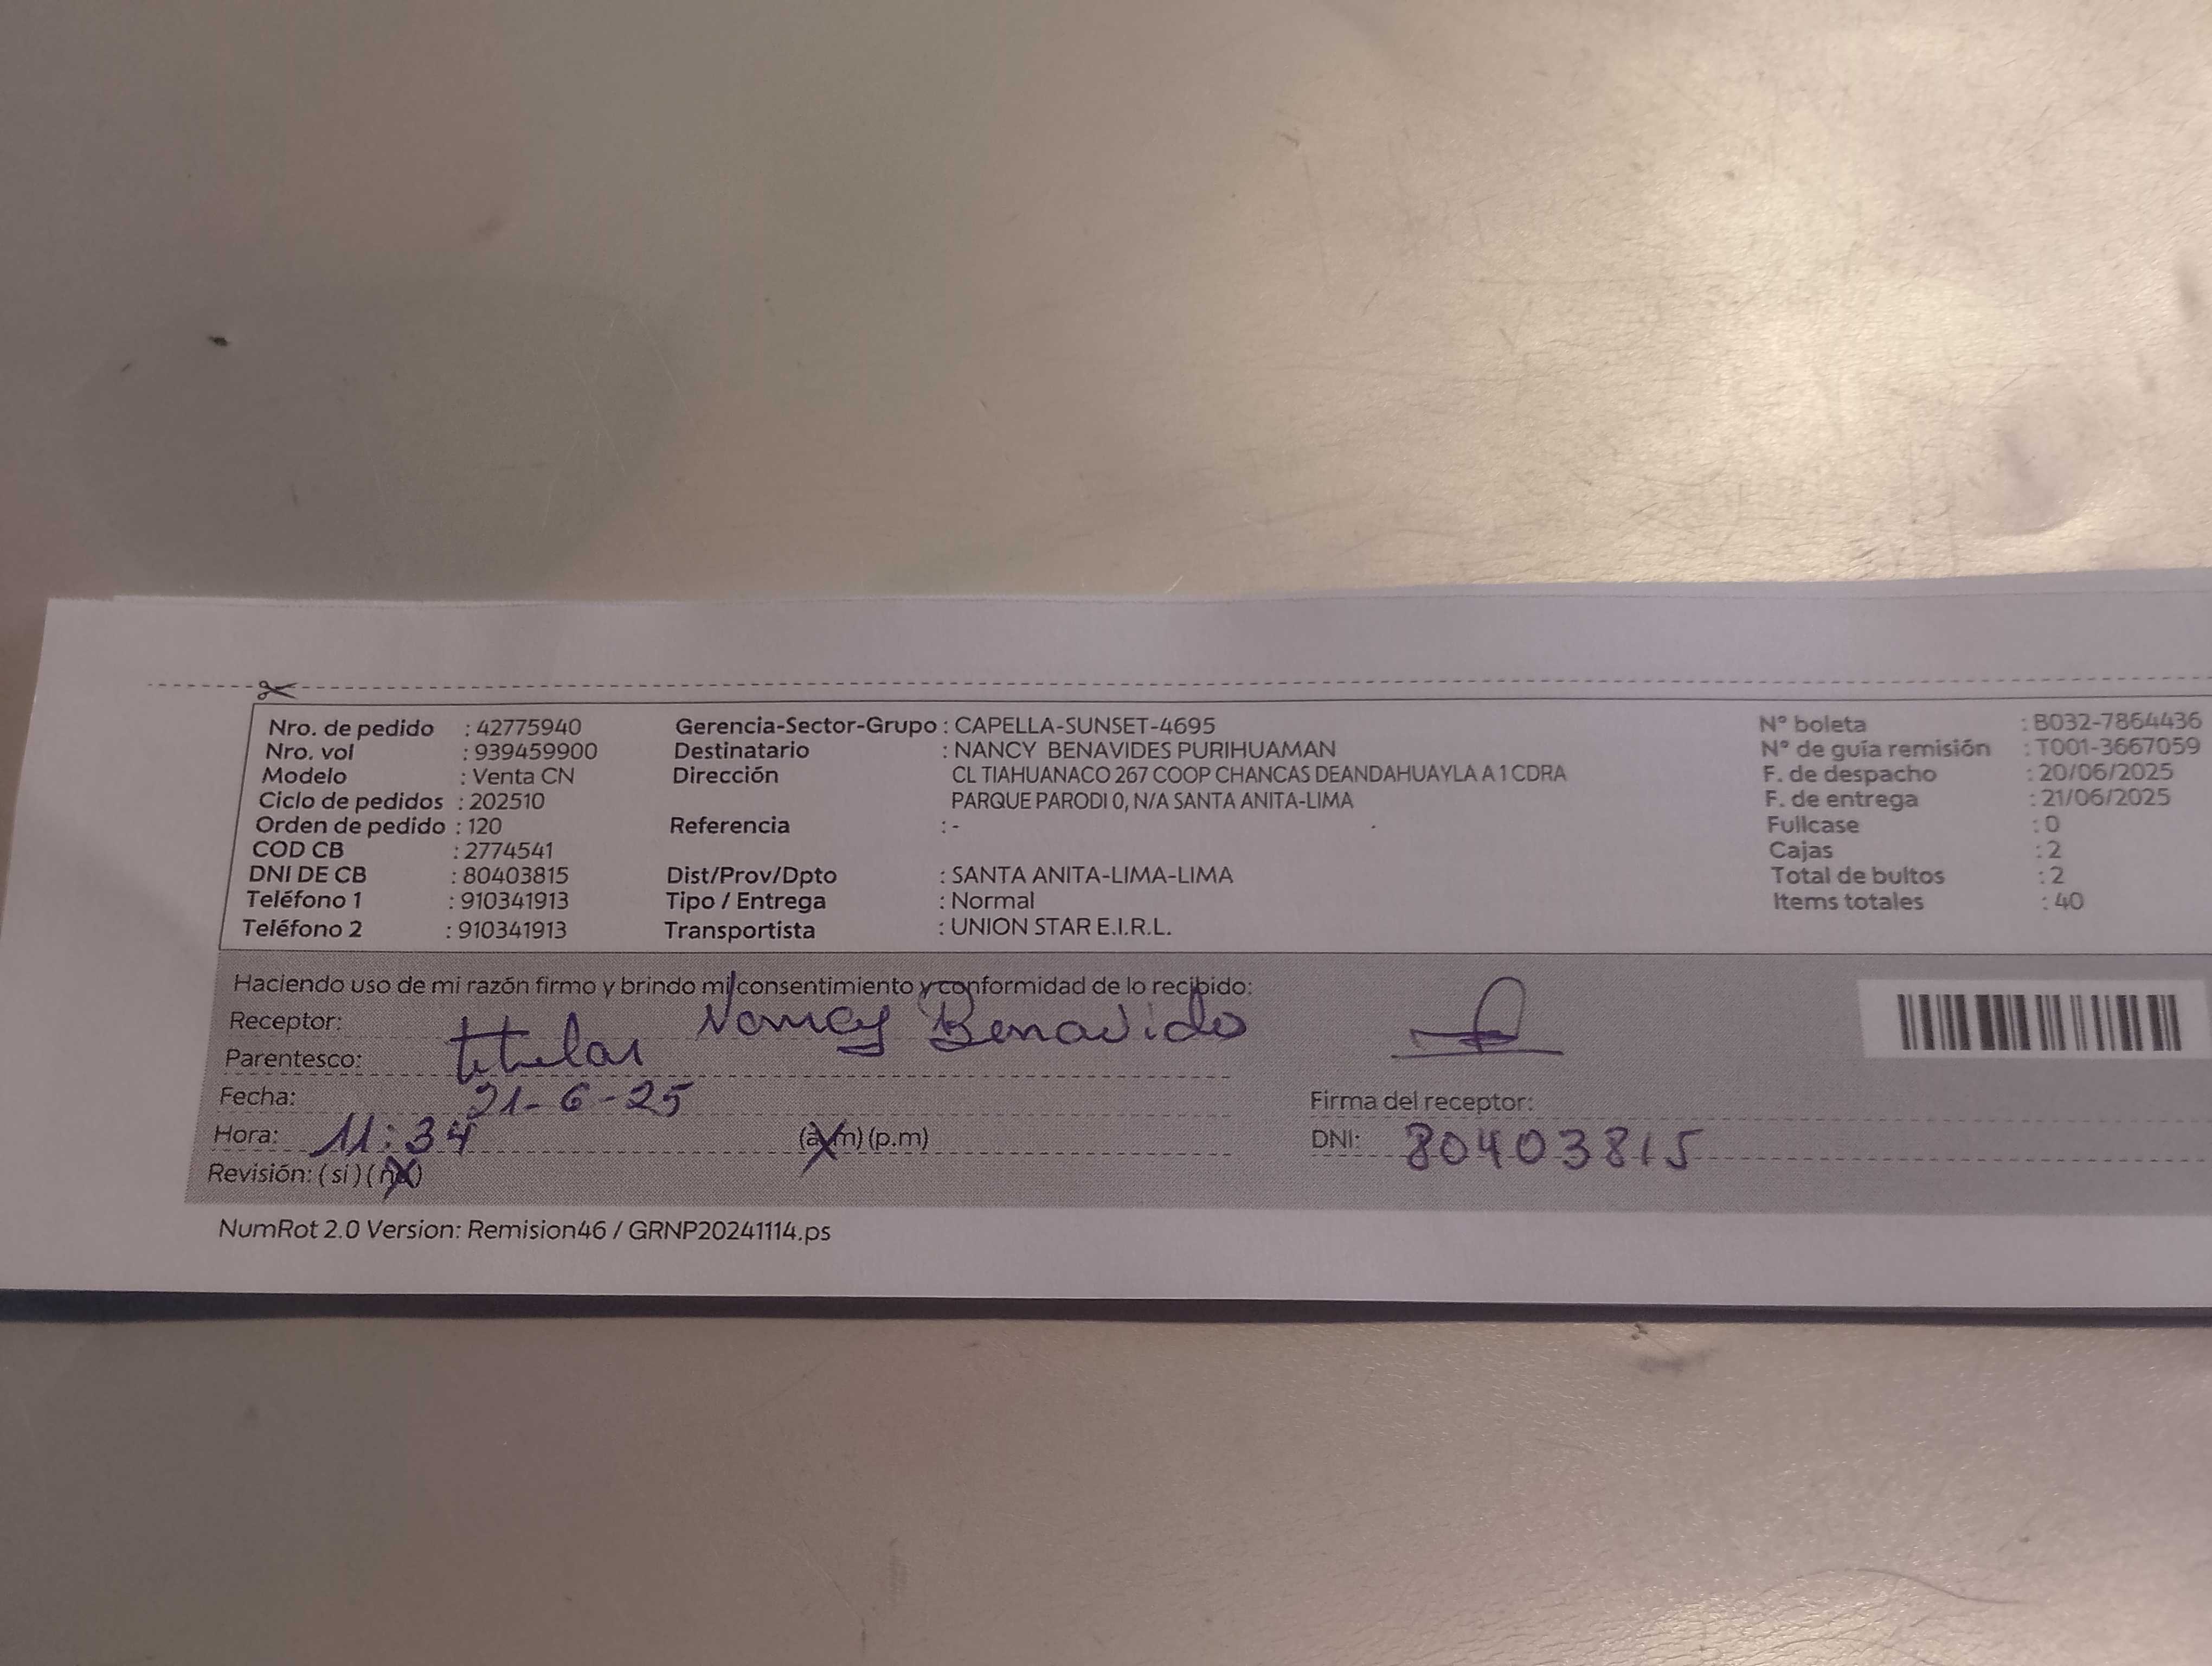 Nro. de pedido : 42775940 Gerencia-Sector-Grupo : CAPELLA-SUNSET-4695 N° boleta : B032-7864436
Nro. vol : 939459900 Destinatario : NANCY BENAVIDES PURIHUAMAN N° de guía remisión : T001-3667059
Modelo : Venta CN Dirección CL TIAHUANACO 267 COOP CHANCAS DEANDAHUAYLA A 1 CDRA F. de despacho : 20/06/2025
Ciclo de pedidos : 202510 PARQUE PARODI 0, N/A SANTA ANITA-LIMA F. de entrega : 21/06/2025
Orden de pedido : 120 Referencia : - Fullcase : 0
COD CB : 2774541 Cajas : 2
DNI DE CB : 80403815 Dist/Prov/Dpto : SANTA ANITA-LIMA-LIMA Total de bultos : 2
Teléfono 1 : 910341913 Tipo / Entrega : Normal Items totales : 40
Teléfono 2 : 910341913 Transportista : UNION STAR E.I.R.L.
Haciendo uso de mi razón firmo y brindo mi consentimiento y conformidad de lo recibido:
Receptor: Nancy Benavides
Parentesco: titular
Fecha: 21-6-25 Firma del receptor:
Hora: 11:34 (a.m) (p.m) DNI: 80403815
Revisión: (si) (no)
NumRot 2.0 Version: Remision46 / GRNP20241114.ps